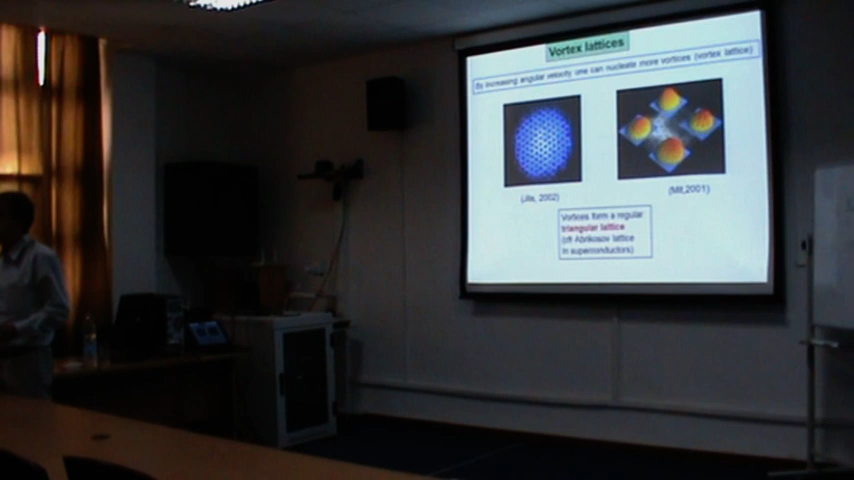 Vortex lattices
By increasing angular velocity one can nucleate more vortices (vortex lattice)
(Jila, 2002)
(Mit,2001)
Vortices form a regular
triangular lattice
(cfr Abrikosov lattice
in superconductors)